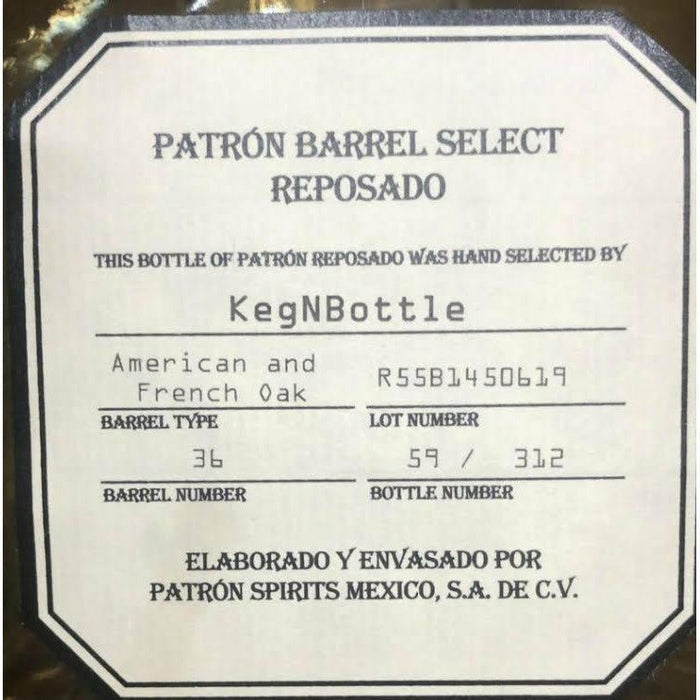 PATRÓN BARREL SELECT
REPOSADO
THIS BOTTLE OF PATRÓN REPOSADO WAS HAND SELECTED BY
KegNBottle
American and
French Oak
R55B1450619
BARREL TYPE
LOT NUMBER
36
59 / 312
BARREL NUMBER
BOTTLE NUMBER
ELABORADO Y ENVASADO POR
PATRÓN SPIRITS MEXICO, S.A. DE C.V.